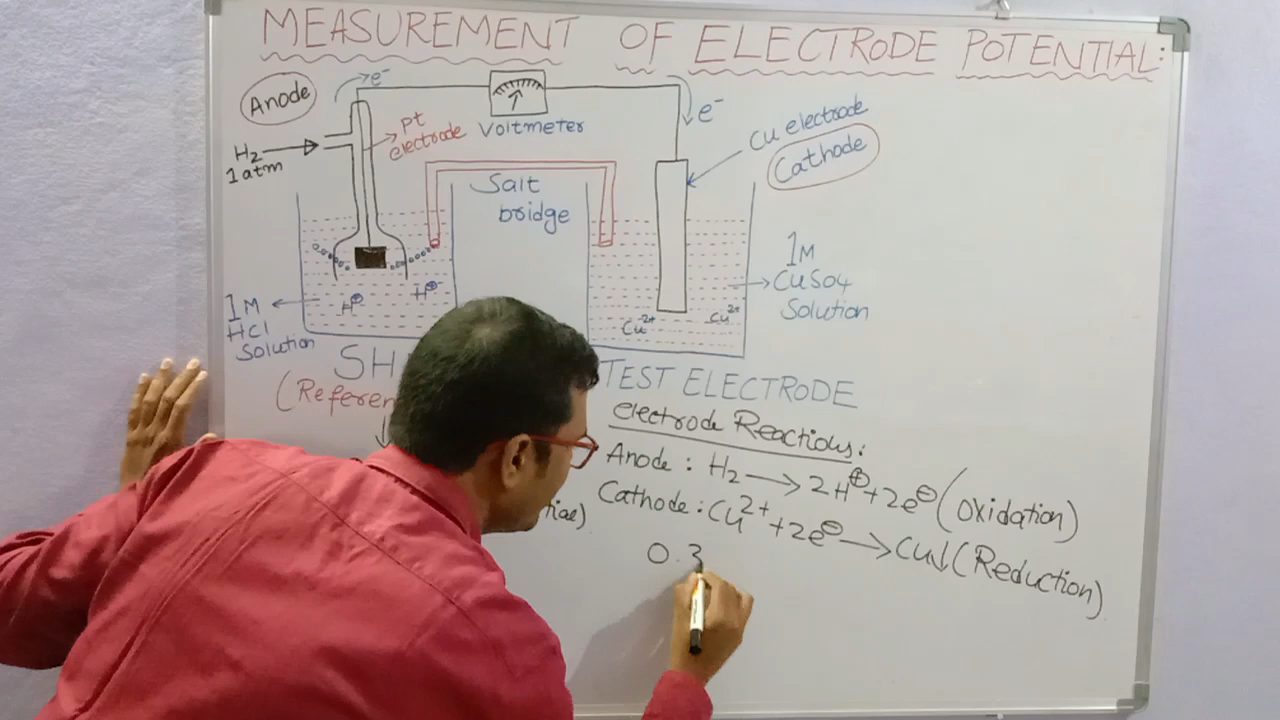 MEASUREMENT OF ELECTRODE POTENTIAL:
Anode
e⁻
Voltmeter
e⁻
Cu electrode
Cathode
H₂
1 atm
Pt
electrode
Salt
bridge
1M
HCl
Solution
H⊕
H⊕
Cu²⁺
Cu²⁺
1M
CuSO₄
Solution
TEST ELECTRODE
Electrode Reactions:
Anode : H₂ → 2H⊕ + 2e⊖ (Oxidation)
Cathode : Cu²⁺ + 2e⊖ → Cu↓ (Reduction)
0.3